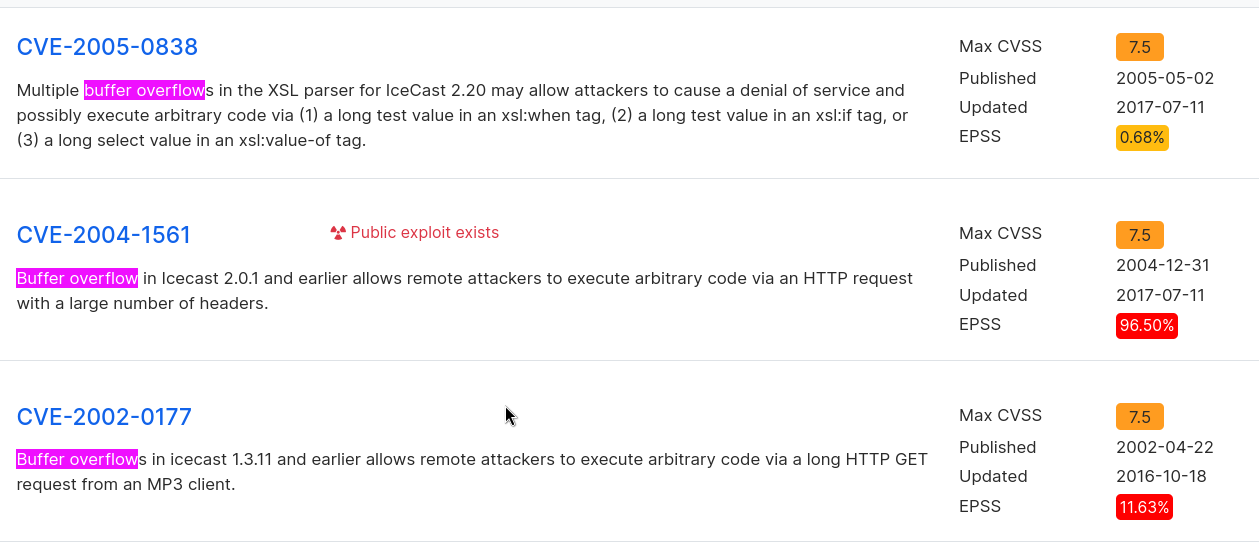 CVE-2005-0838
Max CVSS 7.5
Multiple buffer overflows in the XSL parser for IceCast 2.20 may allow attackers to cause a denial of service and
possibly execute arbitrary code via (1) a long test value in an xsl:when tag, (2) a long test value in an xsl:if tag, or
(3) a long select value in an xsl:value-of tag.
Published 2005-05-02
Updated 2017-07-11
EPSS 0.68%
CVE-2004-1561
Public exploit exists
Max CVSS 7.5
Buffer overflow in Icecast 2.0.1 and earlier allows remote attackers to execute arbitrary code via an HTTP request
with a large number of headers.
Published 2004-12-31
Updated 2017-07-11
EPSS 96.50%
CVE-2002-0177
Max CVSS 7.5
Buffer overflows in icecast 1.3.11 and earlier allows remote attackers to execute arbitrary code via a long HTTP GET
request from an MP3 client.
Published 2002-04-22
Updated 2016-10-18
EPSS 11.63%